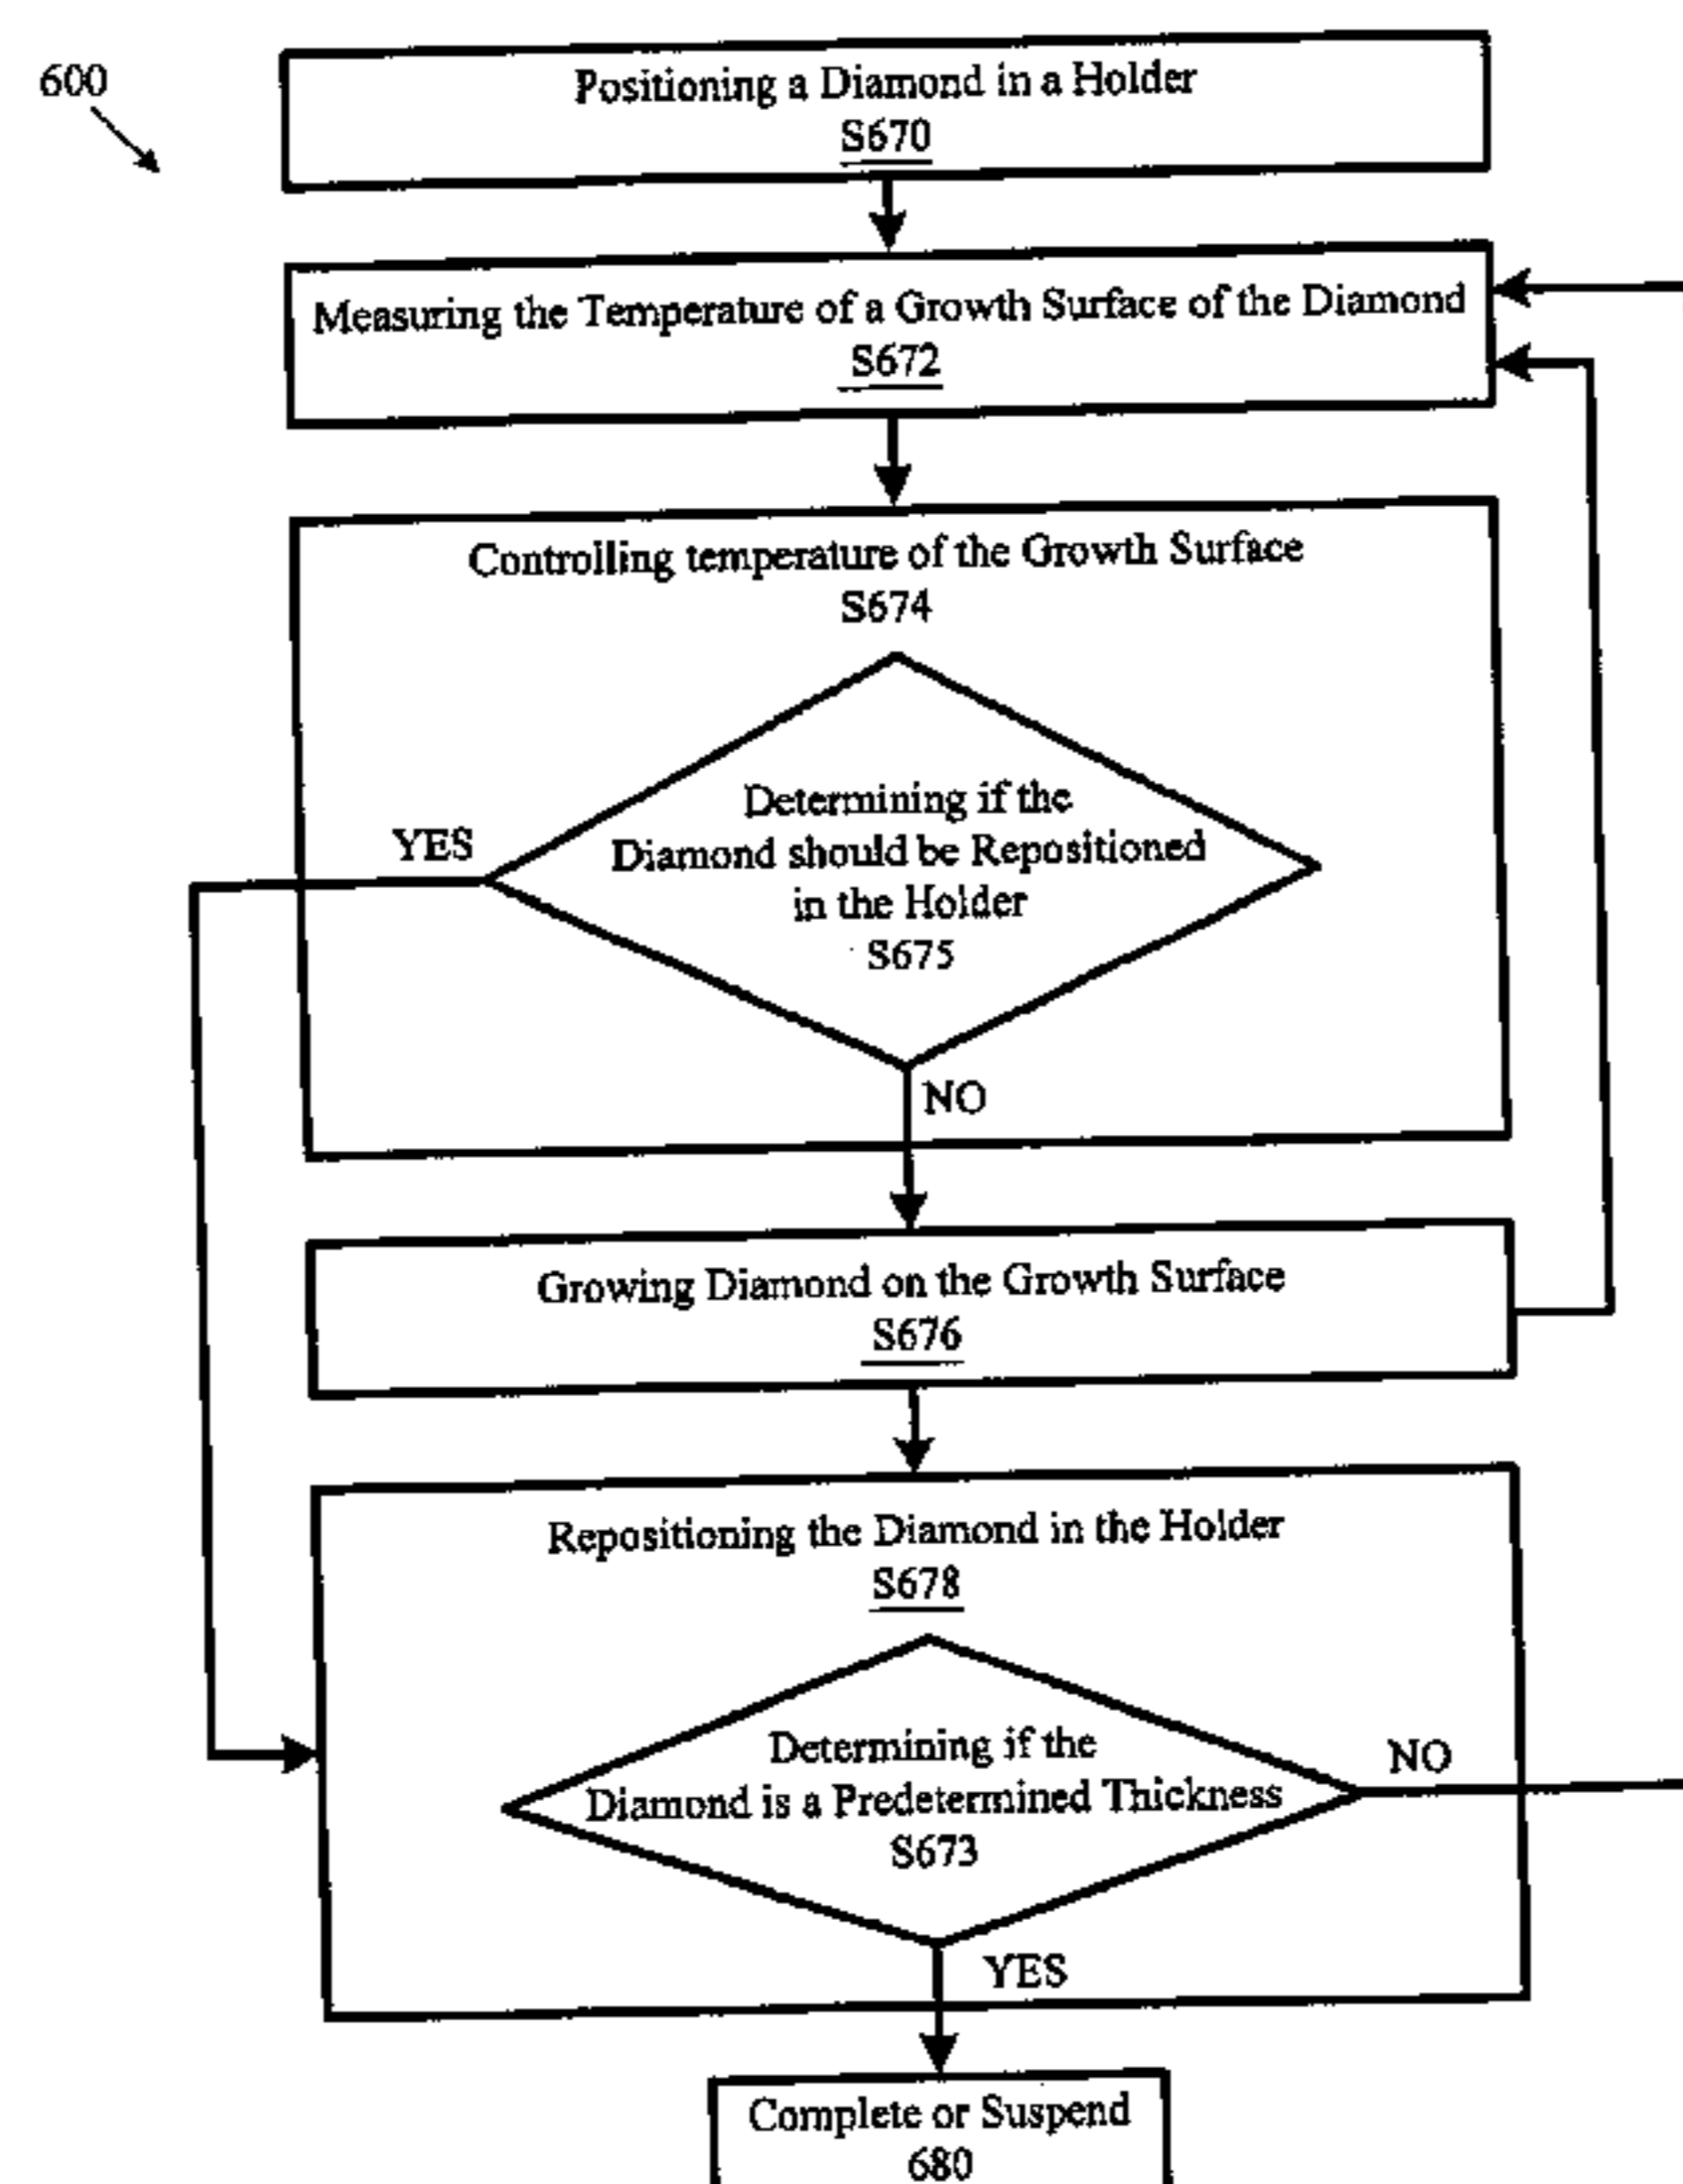 600
Positioning a Diamond in a Holder
S670
Measuring the Temperature of a Growth Surface of the Diamond
S672
Controlling temperature of the Growth Surface
S674
YES
Determining if the
Diamond should be Repositioned
in the Holder
S675
NO
Growing Diamond on the Growth Surface
S676
Repositioning the Diamond in the Holder
S678
Determining if the
NO
Diamond is a Predetermined Thickness
S673
YES
Complete or Suspend
680